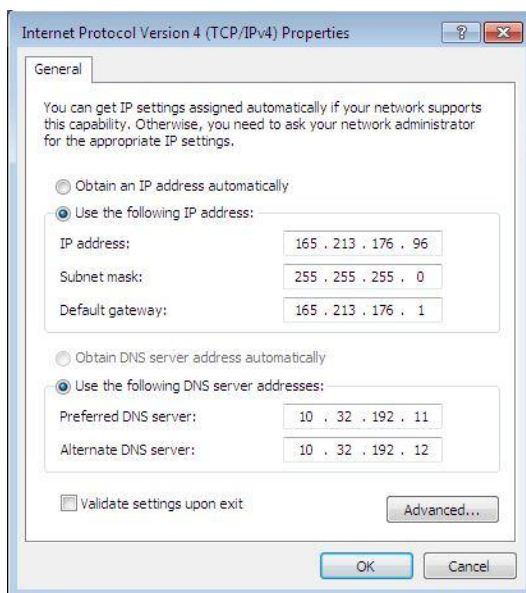 Internet Protocol Version 4 (TCP/IPv4) Properties
General
You can get IP settings assigned automatically if your network supports
this capability. Otherwise, you need to ask your network administrator
for the appropriate IP settings.
Obtain an IP address automatically
Use the following IP address:
IP address: 165 . 213 . 176 . 96
Subnet mask: 255 . 255 . 255 . 0
Default gateway: 165 . 213 . 176 . 1
Obtain DNS server address automatically
Use the following DNS server addresses:
Preferred DNS server: 10 . 32 . 192 . 11
Alternate DNS server: 10 . 32 . 192 . 12
Validate settings upon exit
Advanced...
OK Cancel